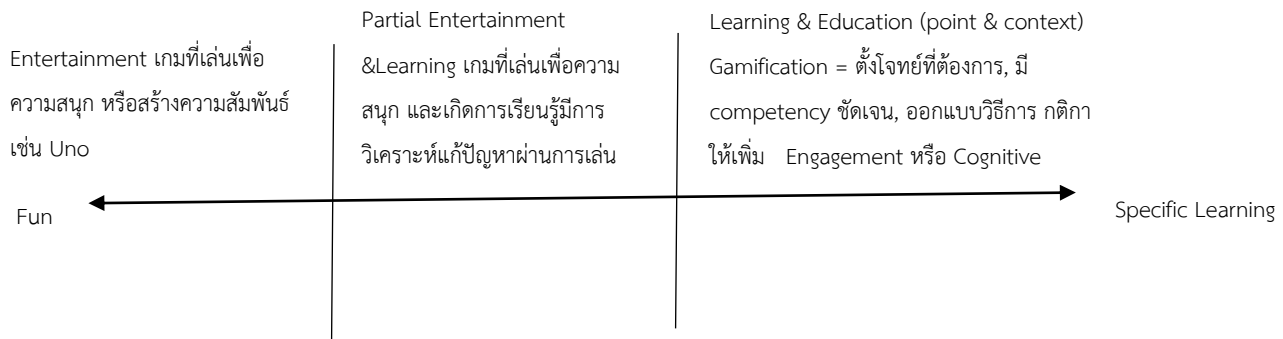 Entertainment เกมที่เล่นเพื่อ
ความสนุก หรือสร้างความสัมพันธ์
เช่น Uno
Partial Entertainment
&Learning เกมที่เล่นเพื่อความ
สนุก และเกิดการเรียนรู้มีการ
วิเคราะห์แก้ปัญหาผ่านการเล่น
Learning & Education (point & context)
Gamification = ตั้งโจทย์ที่ต้องการ, มี
competency ชัดเจน, ออกแบบวิธีการ กติกา
ให้เพิ่ม Engagement หรือ Cognitive
Fun
Specific Learning